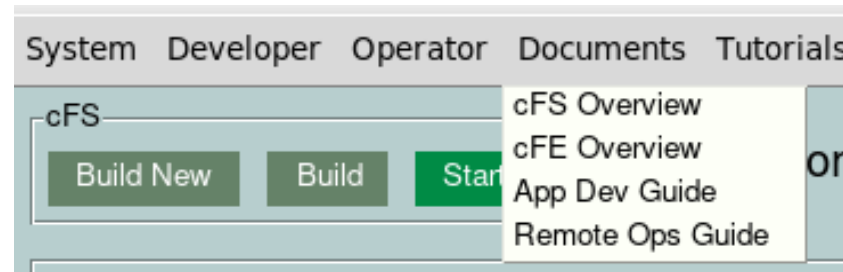 System Developer Operator Documents Tutorials
cFS
Build New Build Start
cFS Overview
cFE Overview
App Dev Guide
Remote Ops Guide